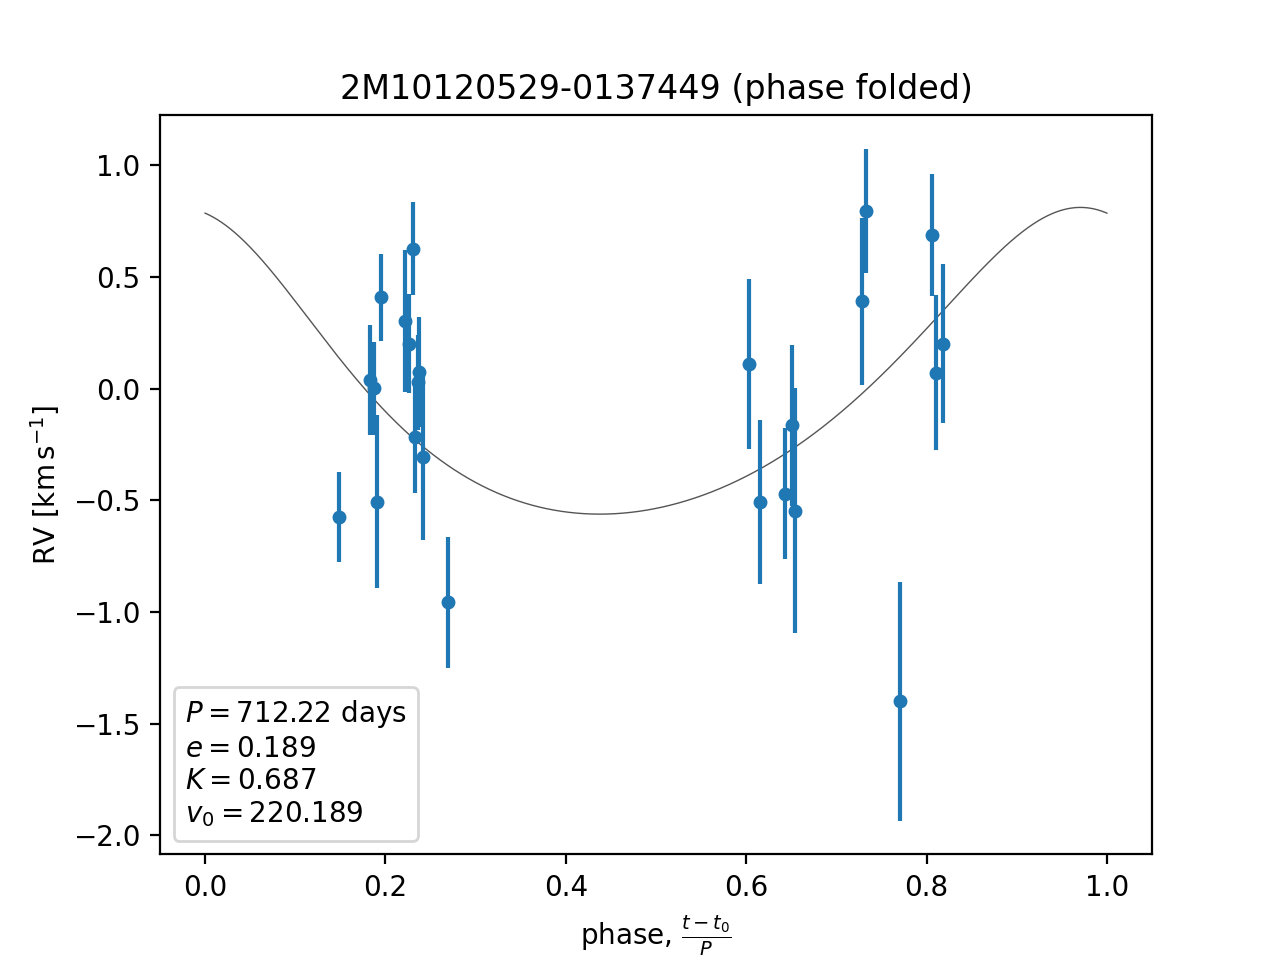 2M10120529-0137449 (phase folded)
RV [km s⁻¹]
1.0
0.5
0.0
−0.5
−1.0
−1.5
−2.0
P = 712.22 days
e = 0.189
K = 0.687
v₀ = 220.189
0.0 0.2 0.4 0.6 0.8 1.0
phase, (t − t₀)/P